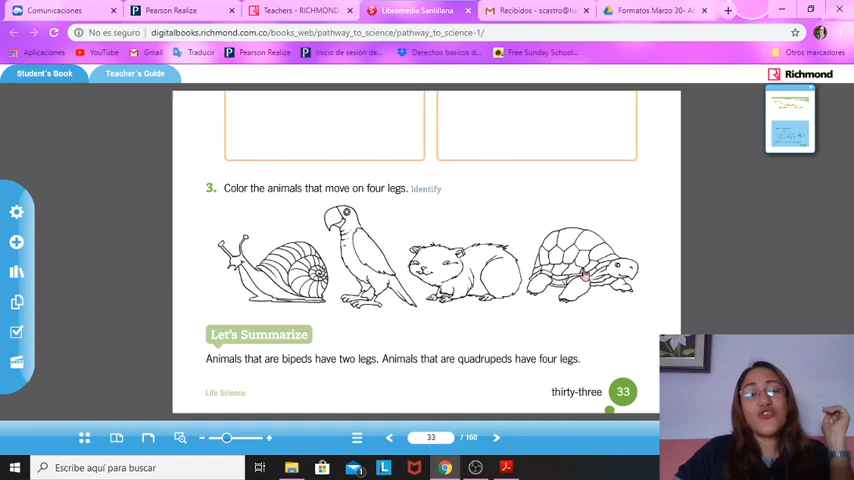 Comunicaciones
Pearson Realize
Teachers - RICHMOND
Libromedia Santillana
Recibidos - scastro@ha
Formatos Marzo 30- Ab
No es seguro
digitalbooks.richmond.com.co/books_web/pathway_to_science/pathway_to_science-1/
Aplicaciones
YouTube
Gmail
Traducir
Pearson Realize
Inicio de sesión de...
Derechos basicos d...
Free Sunday School...
Otros marcadores
Student's Book
Teacher's Guide
Richmond
3. Color the animals that move on four legs. Identify
Let's Summarize
Animals that are bipeds have two legs. Animals that are quadrupeds have four legs.
Life Science
thirty-three 33
33 / 160
Escribe aquí para buscar